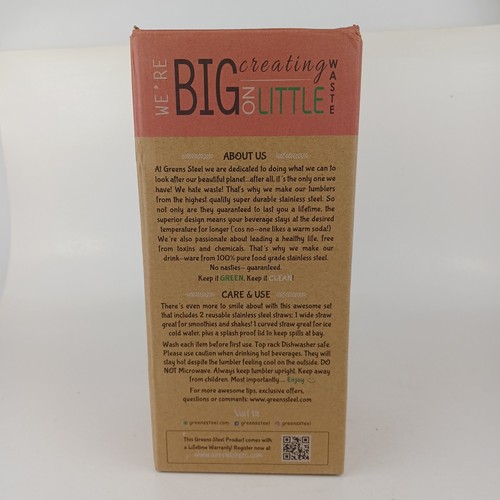 WE'RE BIG ON creating LITTLE WASTE
ABOUT US
At Greens Steel we are dedicated to doing what we can to
look after our beautiful planet...after all, it's the only one we
have! We hate waste! That's why we make our tumblers
from the highest quality super durable stainless steel. So
not only are they guaranteed to last you a lifetime, the
superior design means your beverage stays at the desired
temperature for longer ('cos no-one likes a warm soda!)
We're also passionate about leading a healthy life, free
from toxins and chemicals. That's why we make our
drink-ware from 100% pure food grade stainless steel.
No nasties- guaranteed.
Keep it GREEN, Keep it CLEAN!
CARE & USE
There's even more to smile about with this awesome set
that includes 2 reusable stainless steel straws; 1 wide straw
great for smoothies and shakes! 1 curved straw great for ice
cold water, plus a splash proof lid to keep spills at bay.
Wash each item before first use. Top rack Dishwasher safe.
Please use caution when drinking hot beverages. They will
stay hot despite the tumbler feeling cool on the outside. DO
NOT Microwave. Always keep tumbler upright. Keep away
from children. Most importantly... Enjoy
For more awesome tips, exclusive offers,
questions or comments: www.greenssteel.com
Visit Us
greenssteel.com greenssteel greenssteel
This Greens Steel Product comes with
a Lifetime Warranty! Register now at
WWW.GREENSSTEEL.COM